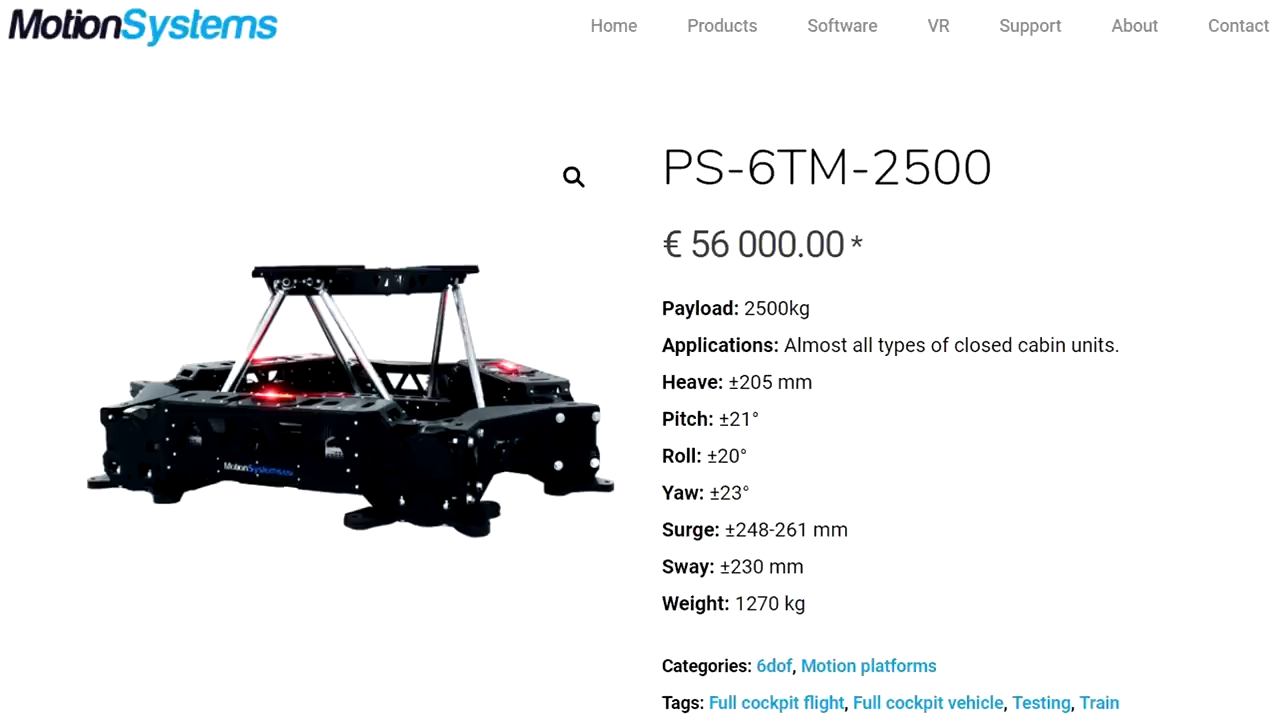 MotionSystems
Home Products Software VR Support About Contact
PS-6TM-2500
€ 56 000.00 *
Payload: 2500kg
Applications: Almost all types of closed cabin units.
Heave: ±205 mm
Pitch: ±21°
Roll: ±20°
Yaw: ±23°
Surge: ±248-261 mm
Sway: ±230 mm
Weight: 1270 kg
Categories: 6dof, Motion platforms
Tags: Full cockpit flight, Full cockpit vehicle, Testing, Train
MotionSystems